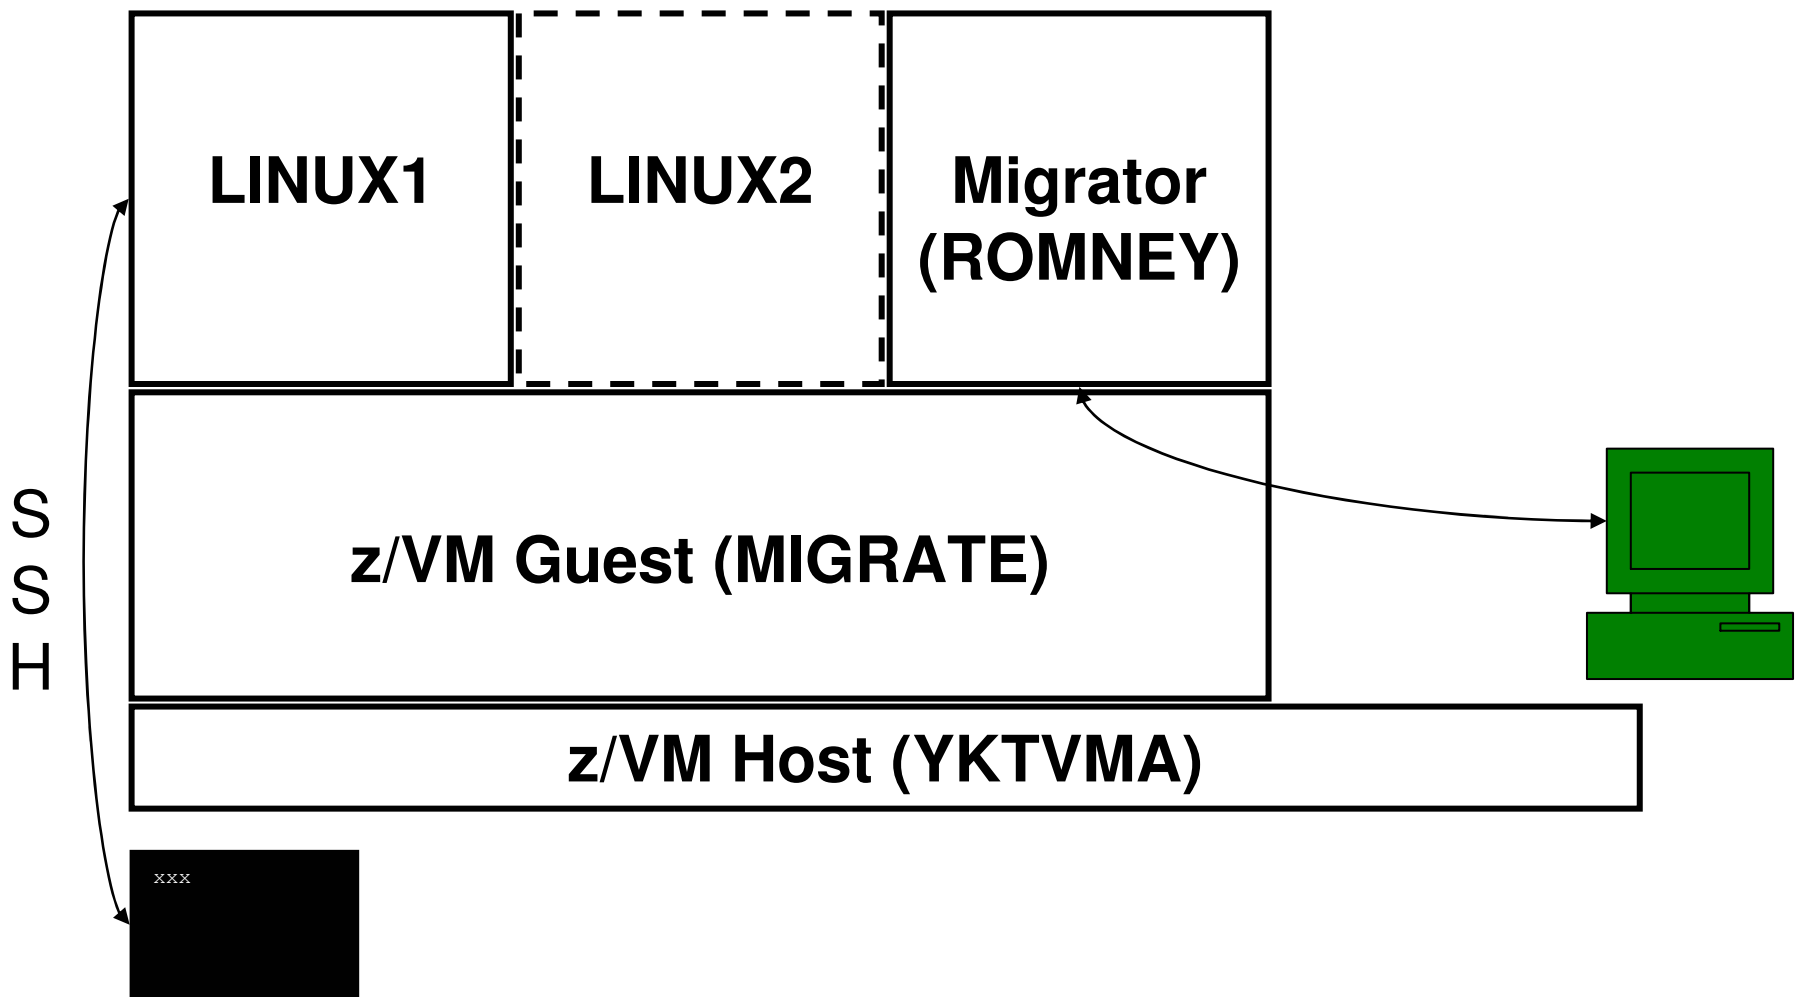 LINUX1
LINUX2
Migrator
(ROMNEY)
S
S
H
z/VM Guest (MIGRATE)
z/VM Host (YKTVMA)
xxx